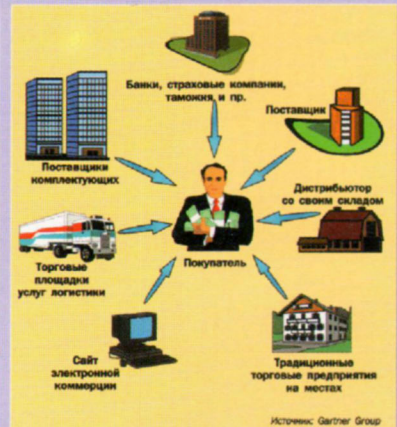 Банки, страховые компании,
таможня, и пр.
Поставщик
Поставщики
комплектующих
Дистрибьютор
со своим складом
Покупатель
Торговые
площадки
услуг логистики
Сайт
электронной
коммерции
Традиционные
торговые предприятия
на местах
Источник: Gartner Group